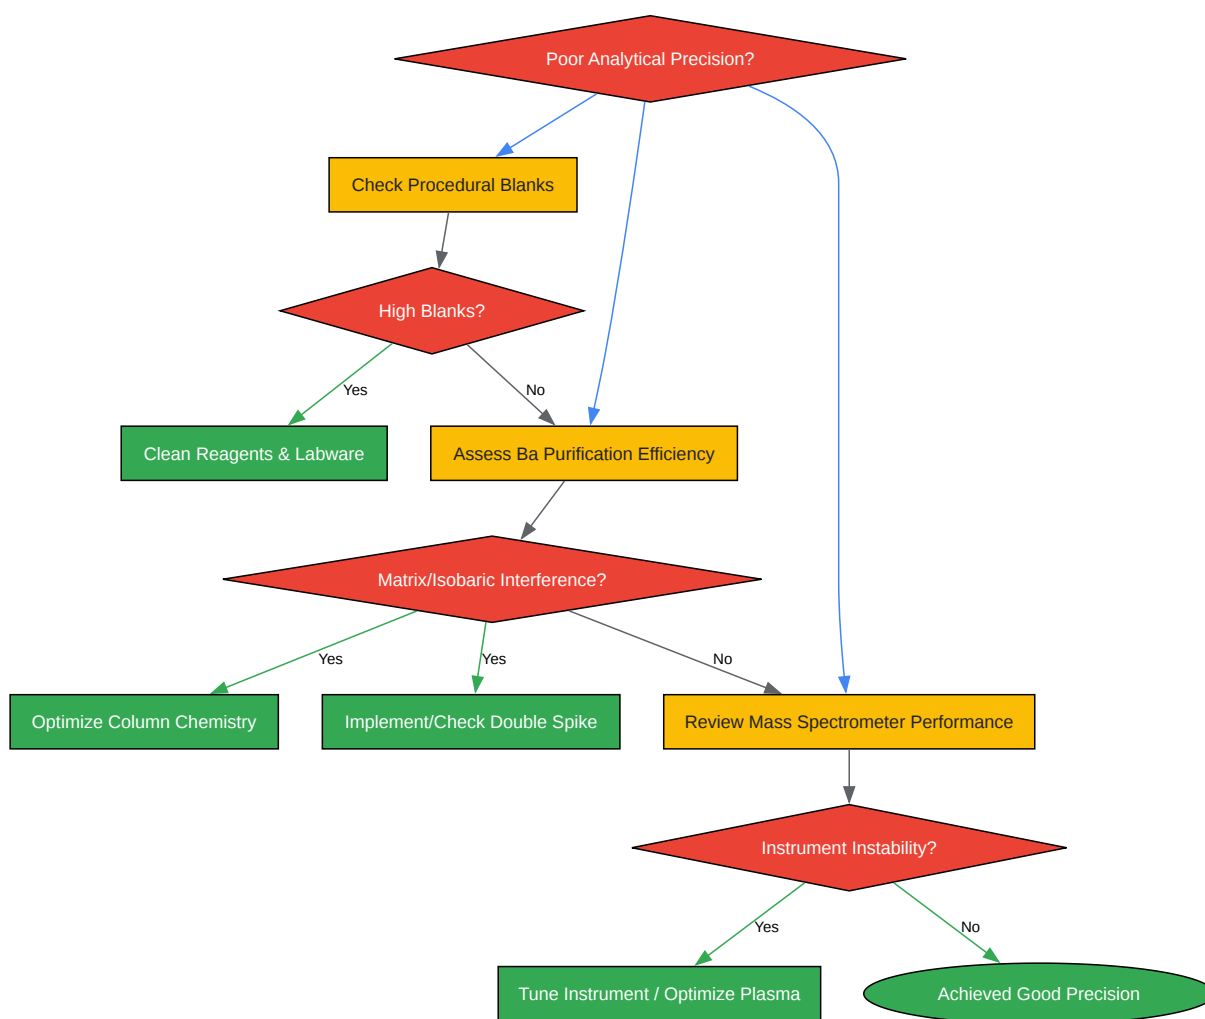 Poor Analytical Precision?
Check Procedural Blanks
High Blanks?
Yes
No
Clean Reagents & Labware
Assess Ba Purification Efficiency
Matrix/Isobaric Interference?
Yes
Yes
No
Optimize Column Chemistry
Implement/Check Double Spike
Review Mass Spectrometer Performance
Instrument Instability?
Yes
No
Tune Instrument / Optimize Plasma
Achieved Good Precision